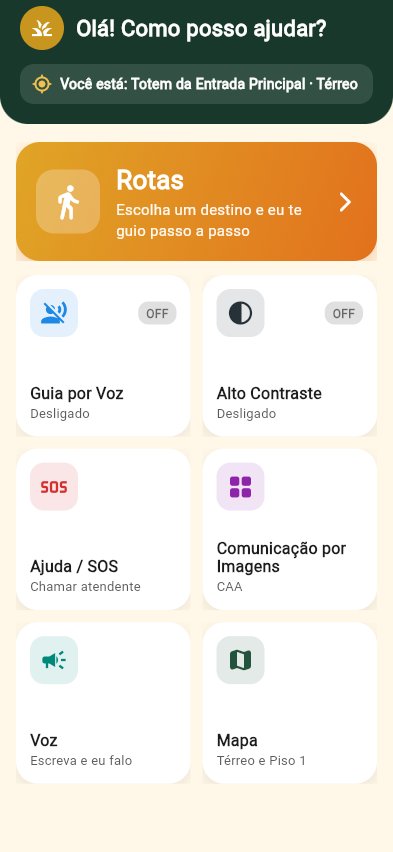 Olá! Como posso ajudar?
Você está: Totem da Entrada Principal · Térreo
Rotas
Escolha um destino e eu te
guio passo a passo
OFF
Guia por Voz
Desligado
OFF
Alto Contraste
Desligado
SOS
Ajuda / SOS
Chamar atendente
Comunicação por
Imagens
CAA
Voz
Escreva e eu falo
Mapa
Térreo e Piso 1